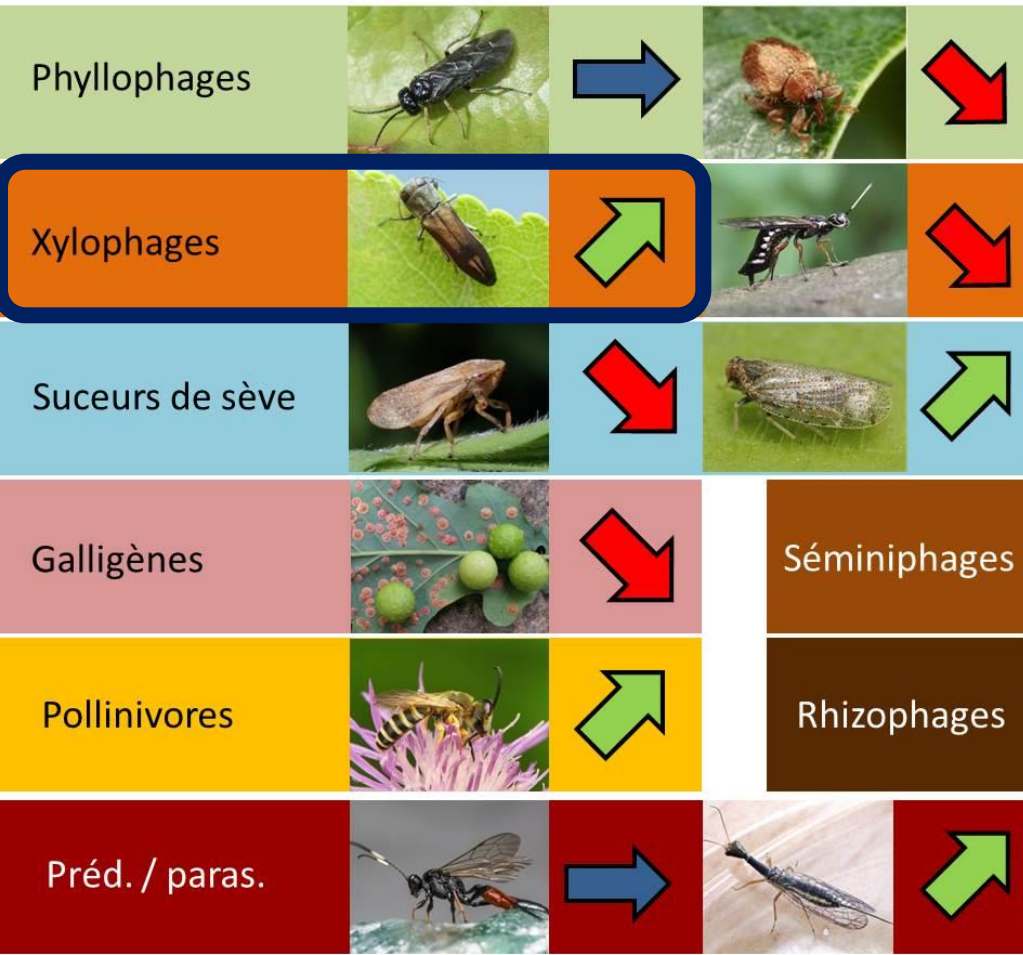 Phyllophages
Xylophages
Suceurs de sève
Galligènes
Séminiphages
Pollinivores
Rhizophages
Préd. / paras.